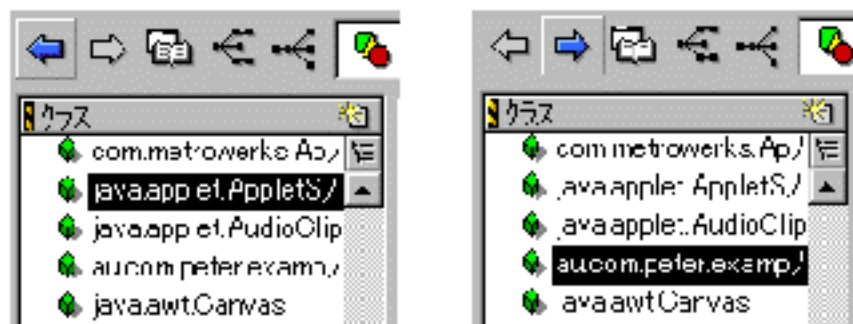 クラス
com.metrowerks.Ap
java.applet.AppletS
java.applet.AudioClip
au.com.peter.examp
java.awt.Canvas
クラス
com.metrowerks.Ap
java.applet.AppletS
java.applet.AudioClip
au.com.peter.examp
java.awt.Canvas